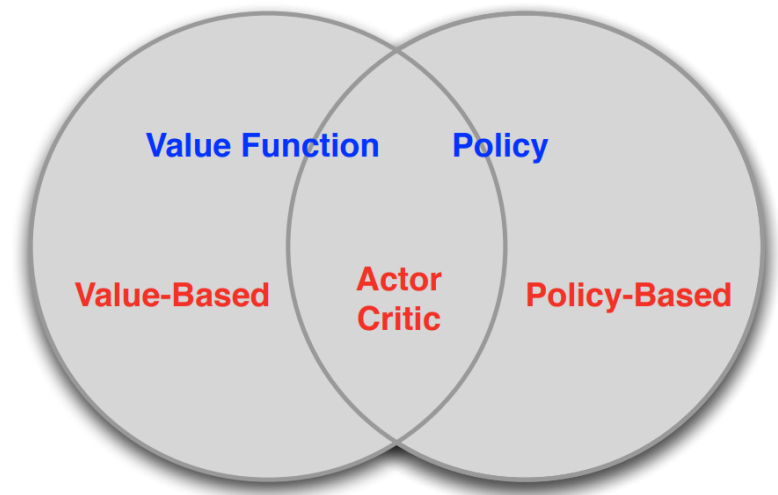 Value Function
Policy
Value-Based
Actor
Critic
Policy-Based